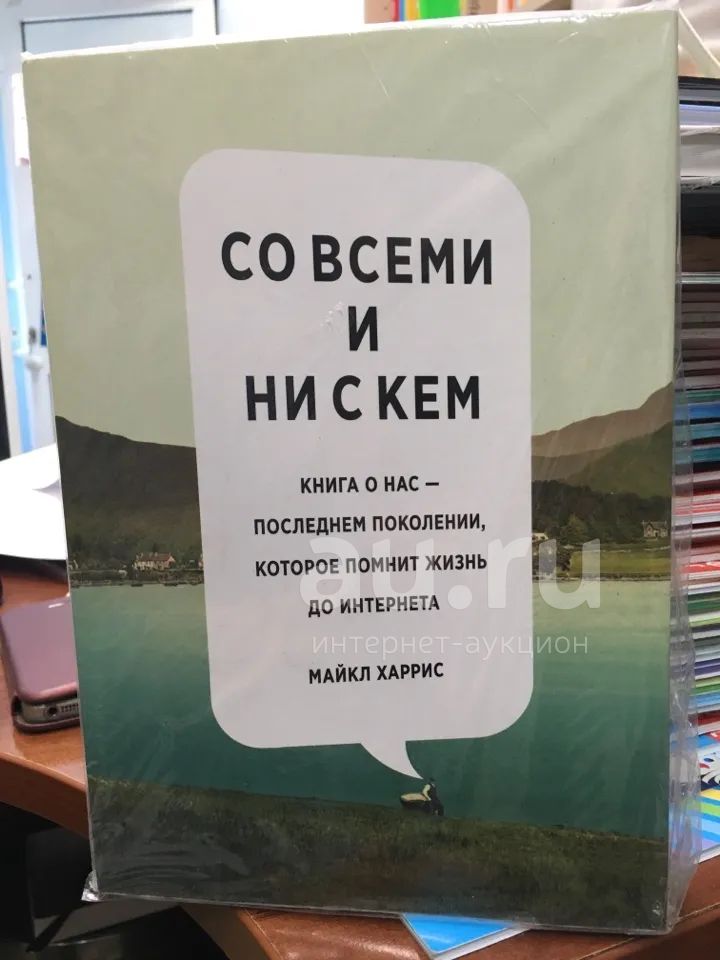 СО ВСЕМИ
И
НИ С КЕМ
КНИГА О НАС —
ПОСЛЕДНЕМ ПОКОЛЕНИИ,
КОТОРОЕ ПОМНИТ ЖИЗНЬ
ДО ИНТЕРНЕТА
МАЙКЛ ХАРРИС
au.ru
интернет-аукцион